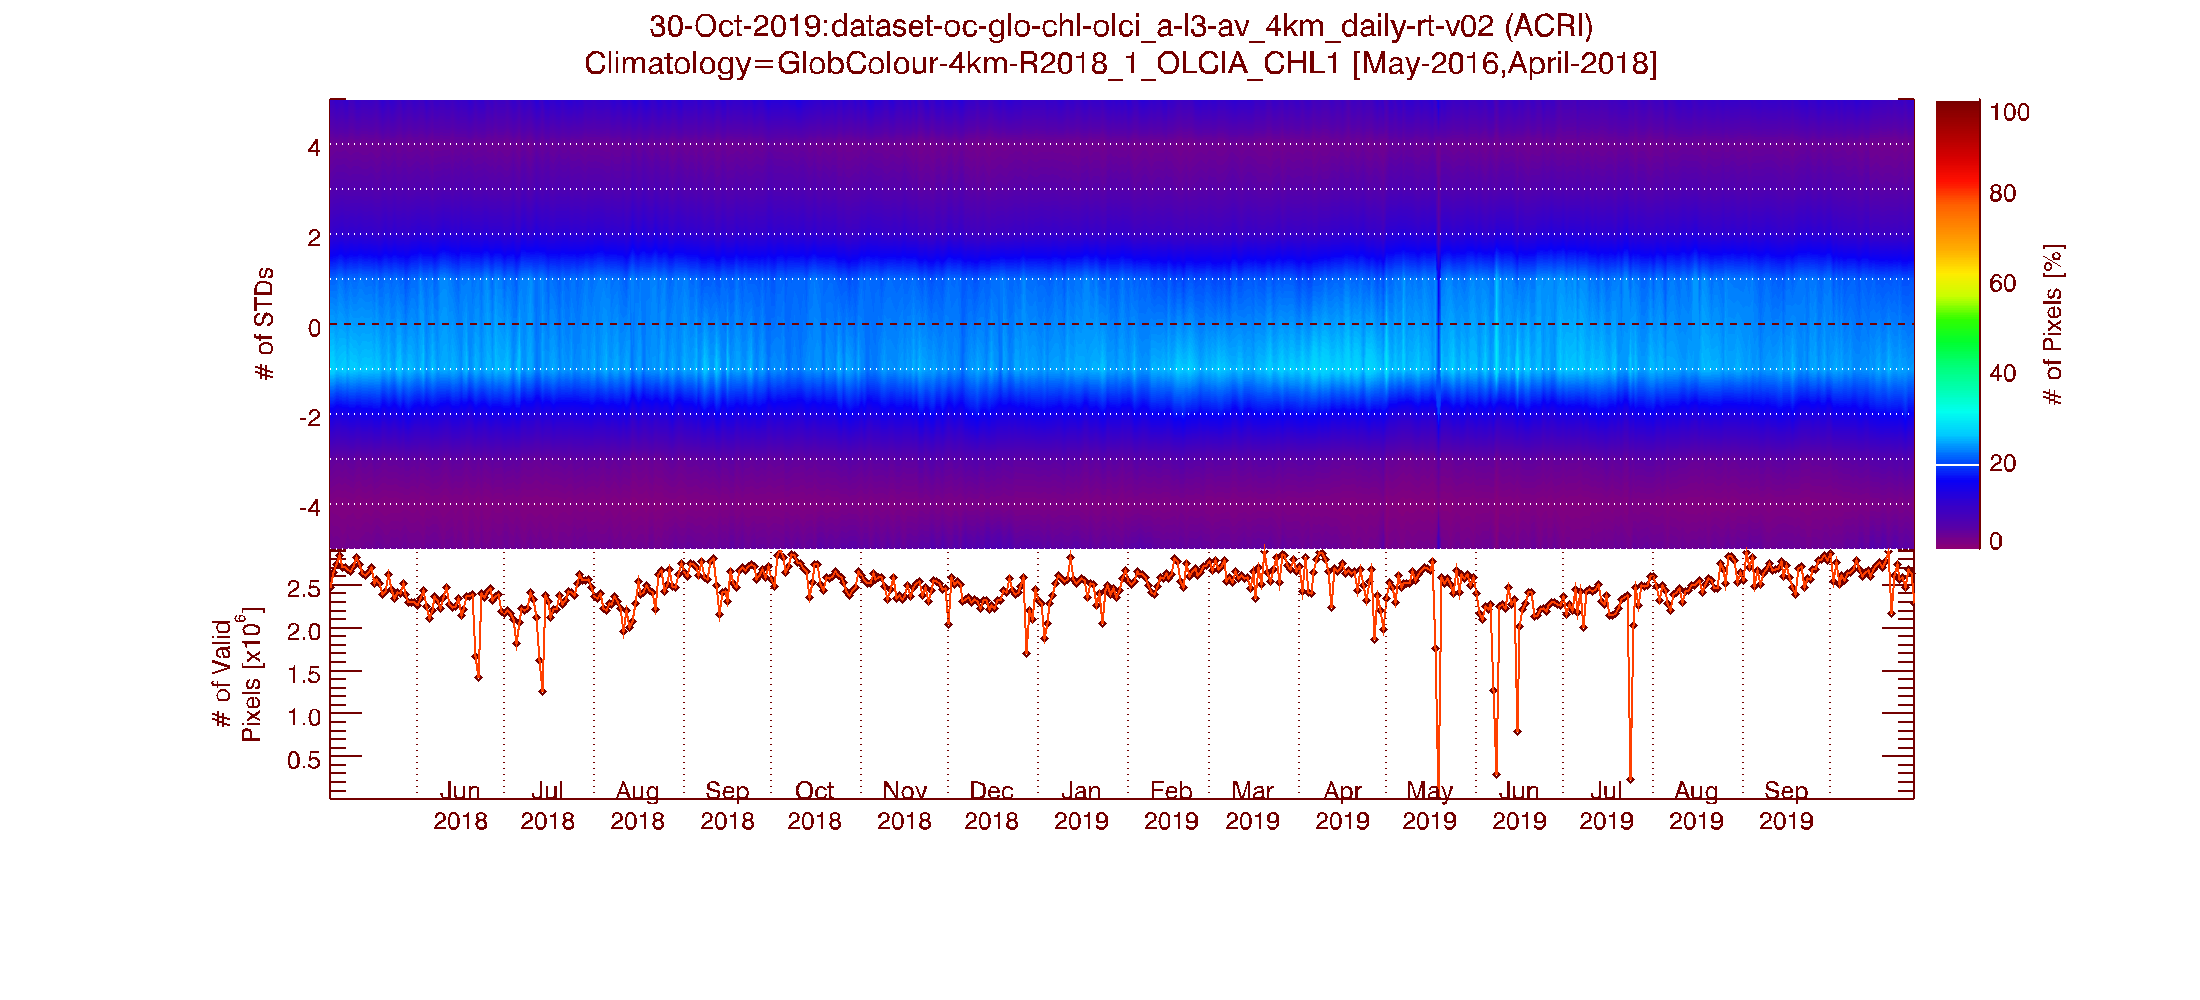 30-Oct-2019:dataset-oc-glo-chl-olci_a-l3-av_4km_daily-rt-v02 (ACRI)
Climatology=GlobColour-4km-R2018_1_OLCIA_CHL1 [May-2016,April-2018]
# of STDs
4
2
0
-2
-4
100
80
60
40
20
0
# of Pixels [%]
# of Valid
Pixels [x10⁶]
2.5
2.0
1.5
1.0
0.5
Jun Jul Aug Sep Oct Nov Dec Jan Feb Mar Apr May Jun Jul Aug Sep
2018 2018 2018 2018 2018 2018 2018 2019 2019 2019 2019 2019 2019 2019 2019 2019